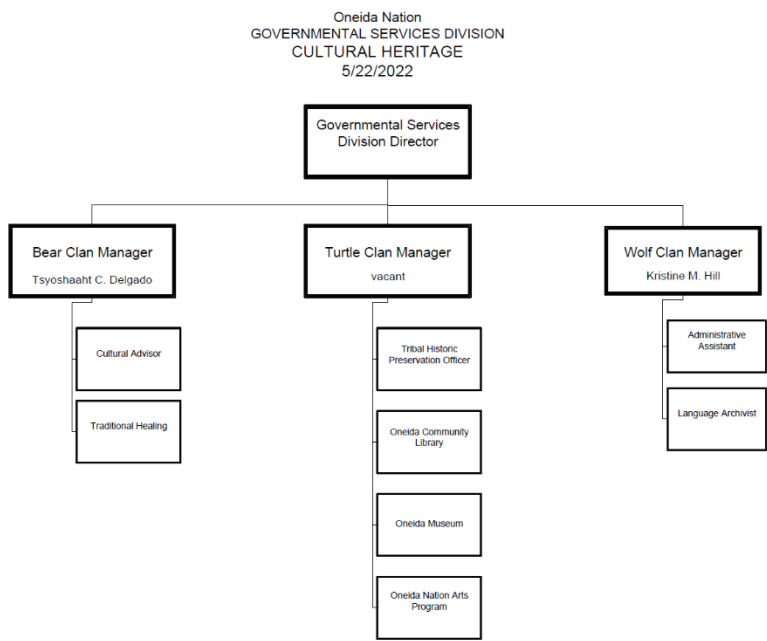 Oneida Nation
GOVERNMENTAL SERVICES DIVISION
CULTURAL HERITAGE
5/22/2022
Governmental Services
Division Director
Bear Clan Manager
Tsyoshaaht C. Delgado
Cultural Advisor
Traditional Healing
Turtle Clan Manager
vacant
Tribal Historic
Preservation Officer
Oneida Community
Library
Oneida Museum
Oneida Nation Arts
Program
Wolf Clan Manager
Kristine M. Hill
Administrative
Assistant
Language Archivist